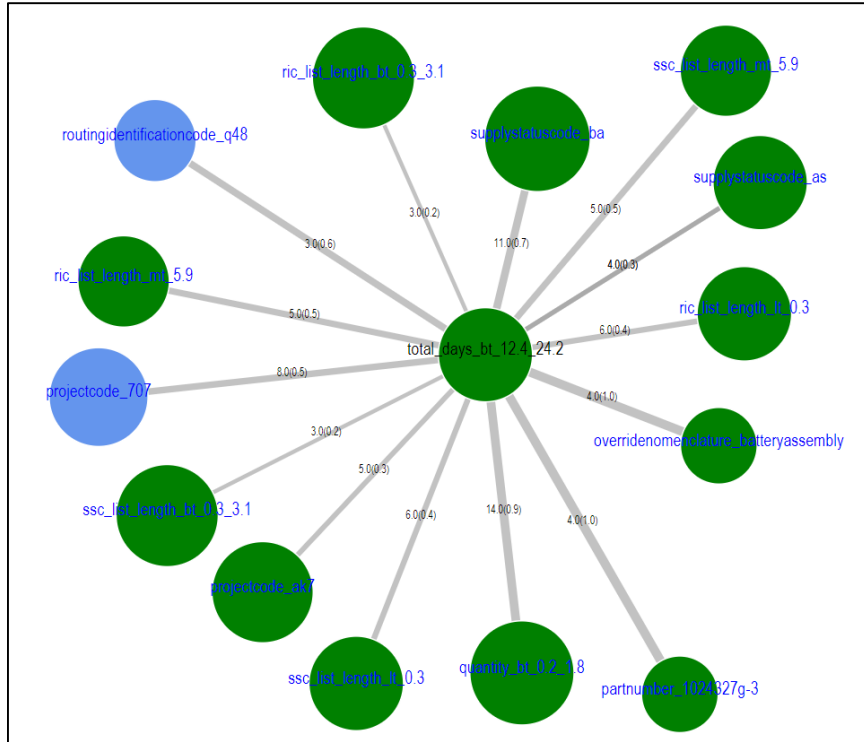 ric_list_length_bt_0.3_3.1
ssc_list_length_mt_5.9
routingidentificationcode_q48
supplystatuscode_ba
supplystatuscode_as
3.0(0.2)
5.0(0.5)
11.0(0.7)
3.0(0.6)
4.0(0.3)
ric_list_length_mt_5.9
ric_list_length_lt_0.3
5.0(0.5)
6.0(0.4)
total_days_bt_12.4_24.2
8.0(0.5)
projectcode_707
4.0(1.0)
3.0(0.2)
overridenomenclature_batteryassembly
5.0(0.3)
ssc_list_length_bt_0.3_3.1
6.0(0.4)
14.0(0.9)
4.0(1.0)
projectcode_ak7
quantity_bt_0.2_1.8
ssc_list_length_lt_0.3
partnumber_1024327g-3